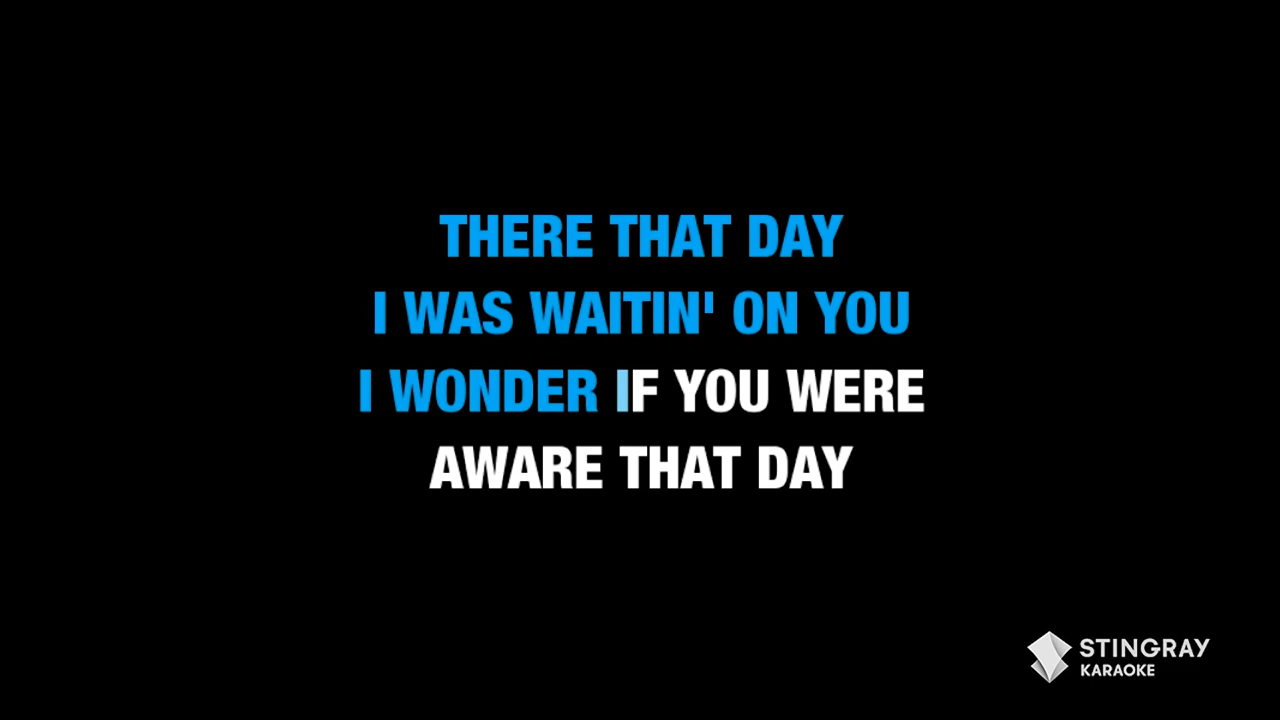 THERE THAT DAY
I WAS WAITIN' ON YOU
I WONDER IF YOU WERE
AWARE THAT DAY
STINGRAY
KARAOKE